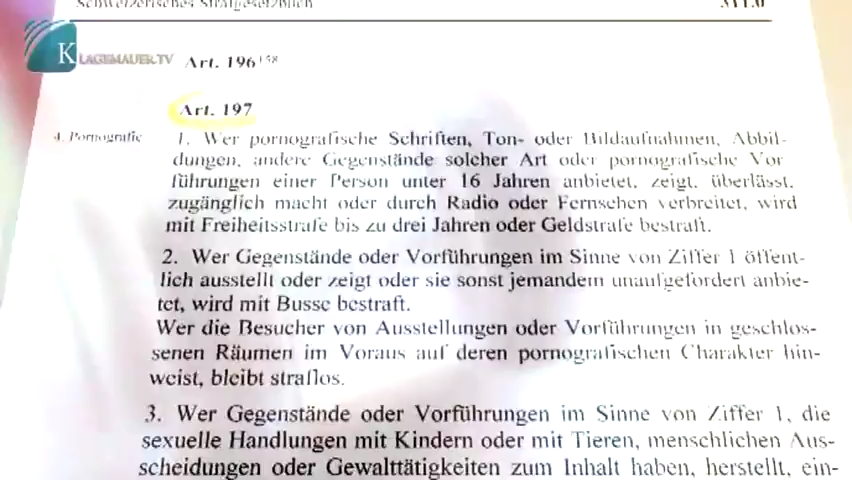 Schweizerisches Strafgesetzbuch
311.0
KLAGEMAUER.TV
Art. 196¹⁵⁸
Art. 197
4. Pornografie
1. Wer pornografische Schriften, Ton- oder Bildaufnahmen, Abbil-
dungen, andere Gegenstände solcher Art oder pornografische Vor
führungen einer Person unter 16 Jahren anbietet, zeigt, überlässt,
zugänglich macht oder durch Radio oder Fernsehen verbreitet, wird
mit Freiheitsstrafe bis zu drei Jahren oder Geldstrafe bestraft.
2. Wer Gegenstände oder Vorführungen im Sinne von Ziffer 1 öffent-
lich ausstellt oder zeigt oder sie sonst jemandem unaufgefordert anbie-
tet, wird mit Busse bestraft.
Wer die Besucher von Ausstellungen oder Vorführungen in geschlos-
senen Räumen im Voraus auf deren pornografischen Charakter hin-
weist, bleibt straflos.
3. Wer Gegenstände oder Vorführungen im Sinne von Ziffer 1, die
sexuelle Handlungen mit Kindern oder mit Tieren, menschlichen Aus-
scheidungen oder Gewalttätigkeiten zum Inhalt haben, herstellt, ein-